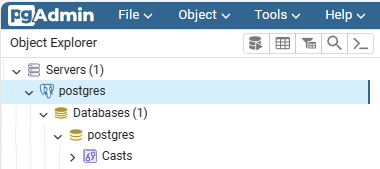 pgAdmin File Object Tools Help
Object Explorer
Servers (1)
postgres
Databases (1)
postgres
Casts